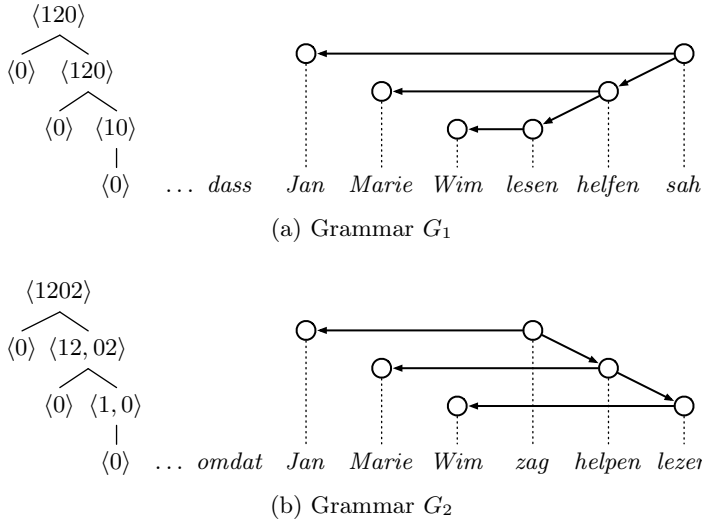 ⟨120⟩
⟨0⟩ ⟨120⟩
⟨0⟩ ⟨10⟩
⟨0⟩ ... dass Jan Marie Wim lesen helfen sah
(a) Grammar G₁
⟨1202⟩
⟨0⟩ ⟨12, 02⟩
⟨0⟩ ⟨1, 0⟩
⟨0⟩ ... omdat Jan Marie Wim zag helpen lezen
(b) Grammar G₂